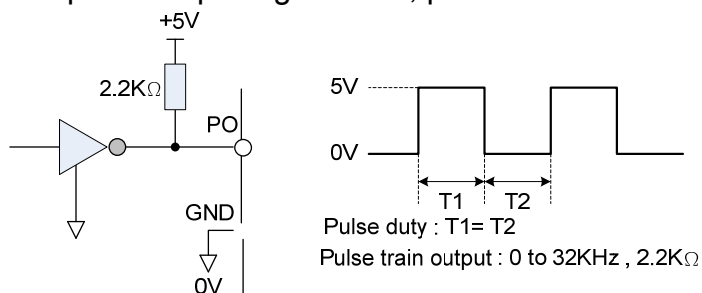 +5V
2.2KΩ
PO
GND
0V
5V
0V
T1 T2
Pulse duty : T1= T2
Pulse train output : 0 to 32KHz , 2.2KΩ